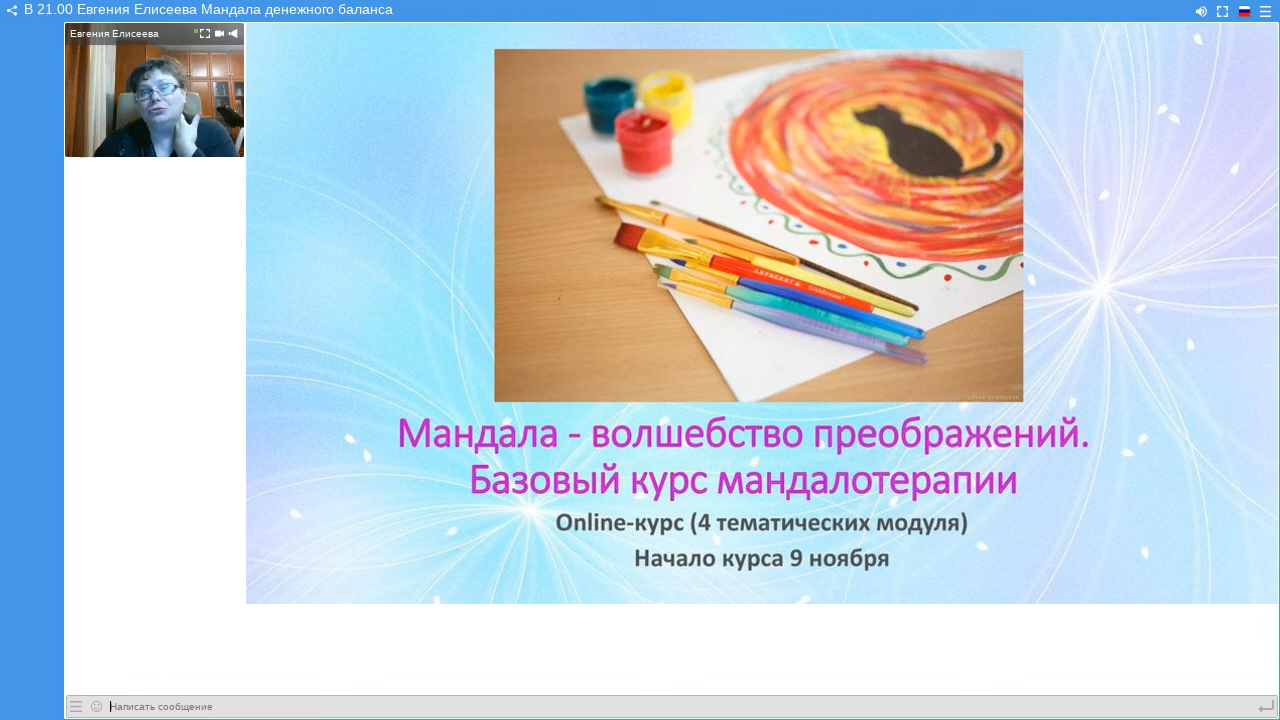 В 21.00 Евгения Елисеева Мандала денежного баланса
Евгения Елисеева
Мандала - волшебство преображений.
Базовый курс мандалотерапии
Online-курс (4 тематических модуля)
Начало курса 9 ноября
Написать сообщение